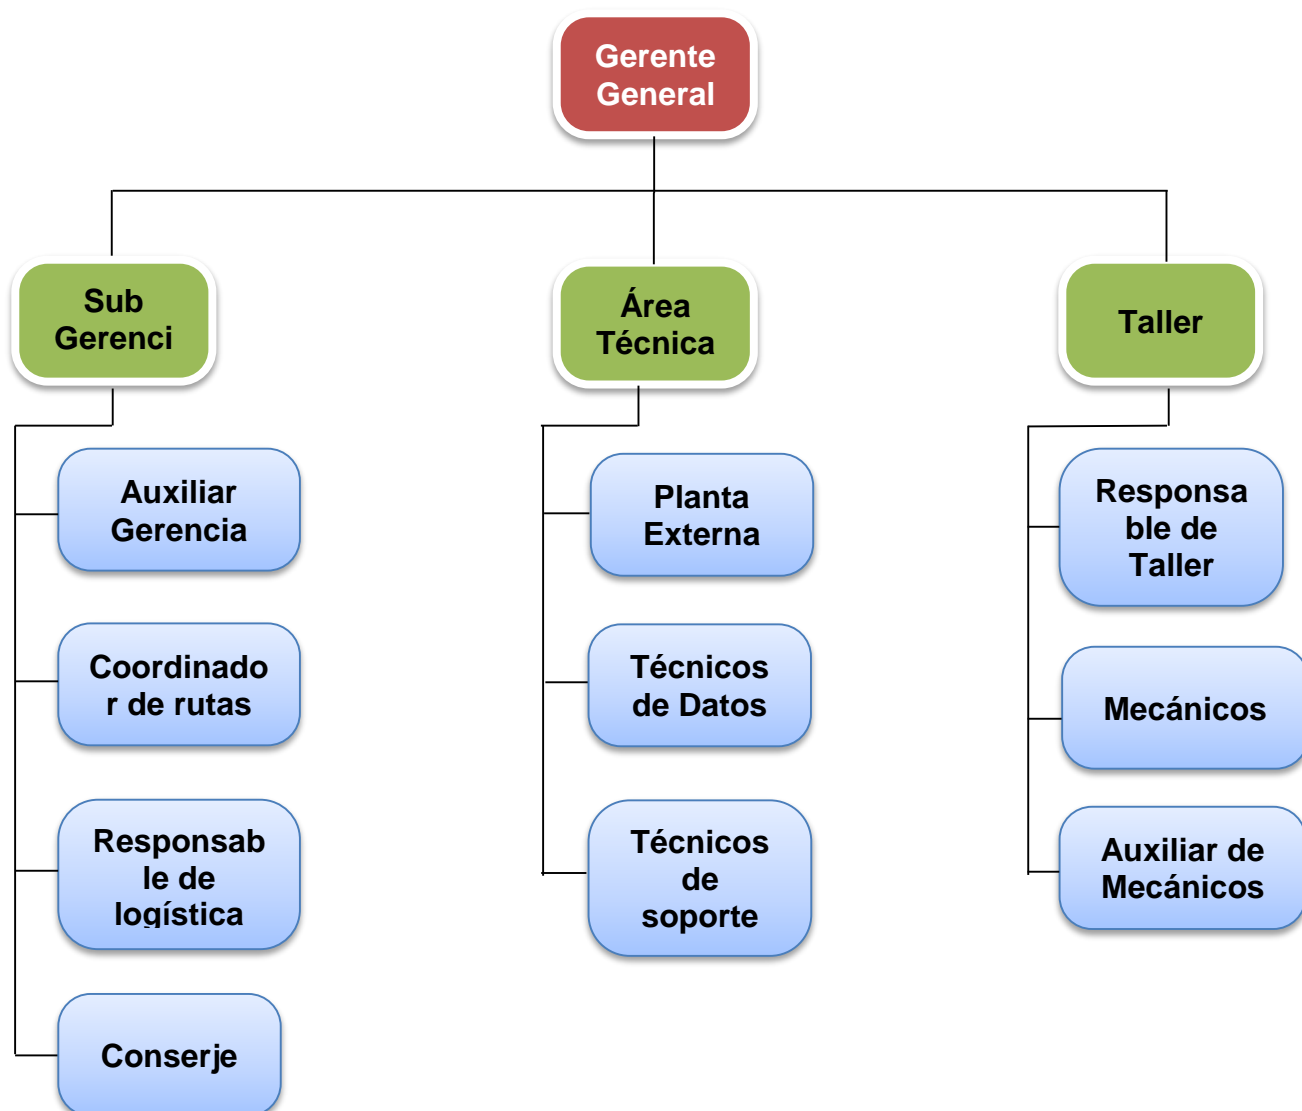 Gerente
General
Sub
Gerenci
Área
Técnica
Taller
Auxiliar
Gerencia
Coordinado
r de rutas
Responsab
le de
logística
Conserje
Planta
Externa
Técnicos
de Datos
Técnicos
de
soporte
Responsa
ble de
Taller
Mecánicos
Auxiliar de
Mecánicos